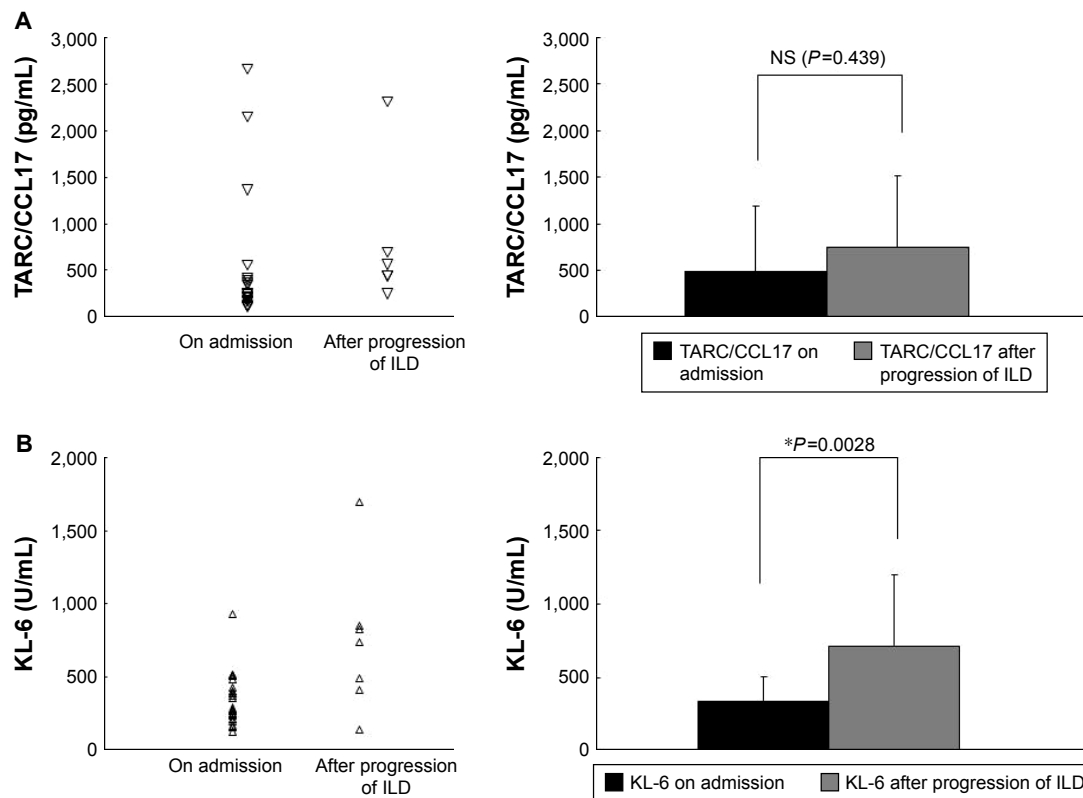 A
TARC/CCL17 (pg/mL)
3,000
2,500
2,000
1,500
1,000
500
0
On admission
After progression
of ILD
TARC/CCL17 (pg/mL)
3,000
2,500
2,000
1,500
1,000
500
0
NS (P=0.439)
TARC/CCL17 on
admission
TARC/CCL17 after
progression of ILD
B
KL-6 (U/mL)
2,000
1,500
1,000
500
0
On admission
After progression
of ILD
KL-6 (U/mL)
2,000
1,500
1,000
500
0
*P=0.0028
KL-6 on admission
KL-6 after progression of ILD